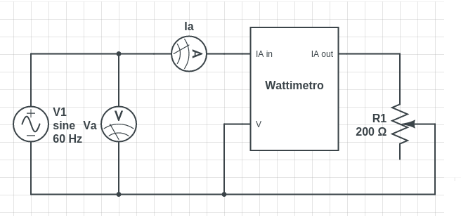 Ia
IA in
IA out
Wattimetro
V1
sine
60 Hz
Va
V
A
V
R1
200 Ω